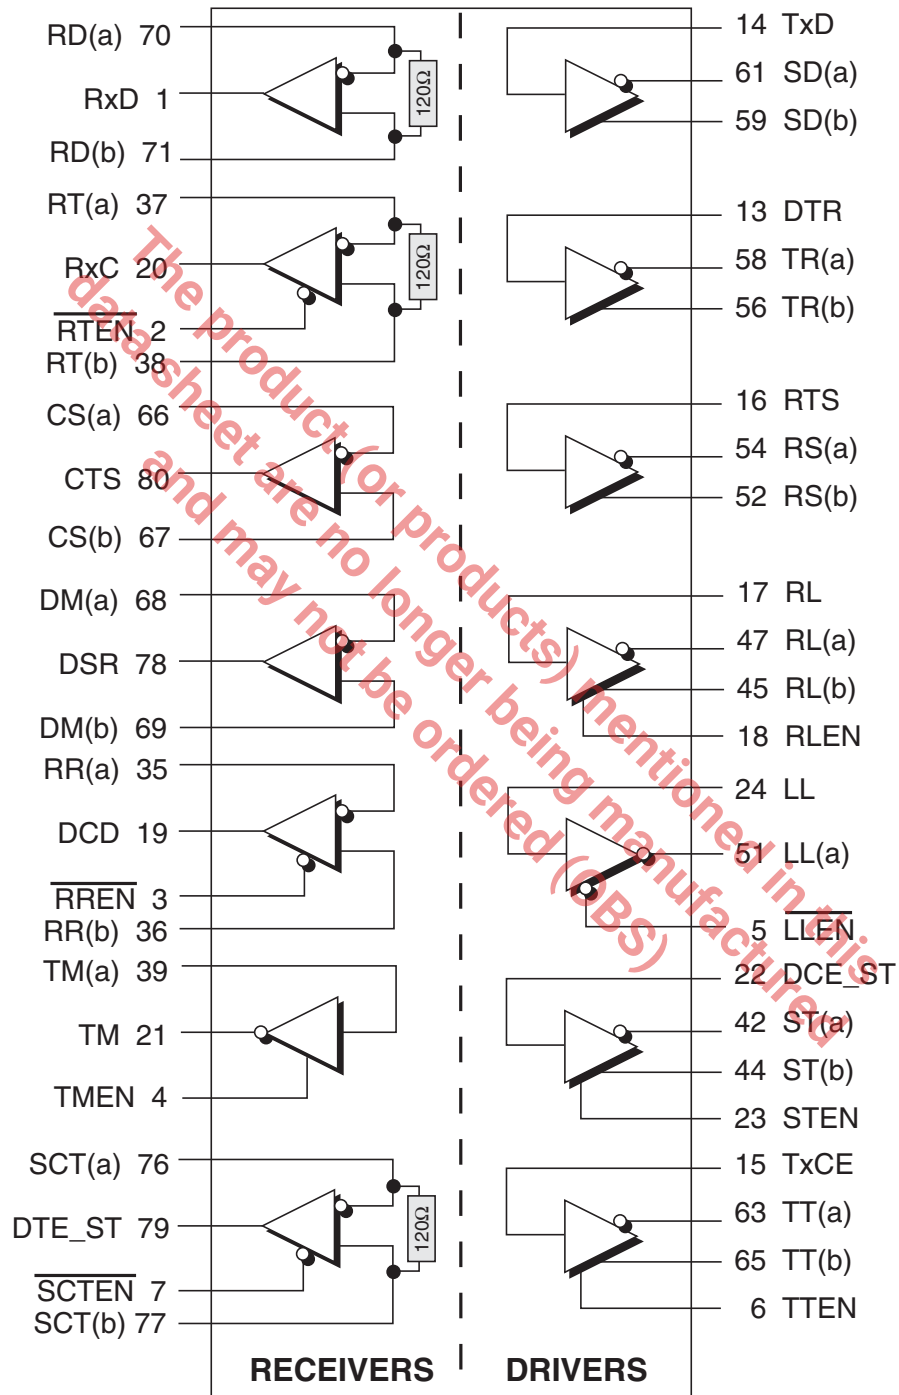 RD(a) 70
120Ω
RxD 1
RD(b) 71
RT(a) 37
120Ω
RxC 20
RTEN 2
RT(b) 38
CS(a) 66
CTS 80
CS(b) 67
DM(a) 68
DSR 78
DM(b) 69
RR(a) 35
DCD 19
RREN 3
RR(b) 36
TM(a) 39
TM 21
TMEN 4
SCT(a) 76
120Ω
DTE_ST 79
SCTEN 7
SCT(b) 77
RECEIVERS
14 TxD
61 SD(a)
59 SD(b)
13 DTR
58 TR(a)
56 TR(b)
16 RTS
54 RS(a)
52 RS(b)
17 RL
47 RL(a)
45 RL(b)
18 RLEN
24 LL
51 LL(a)
5 LLEN
22 DCE_ST
42 ST(a)
44 ST(b)
23 STEN
15 TxCE
63 TT(a)
65 TT(b)
6 TTEN
DRIVERS
The product (or products) mentioned in this
data sheet are no longer being manufactured
and may not be ordered (OBS)